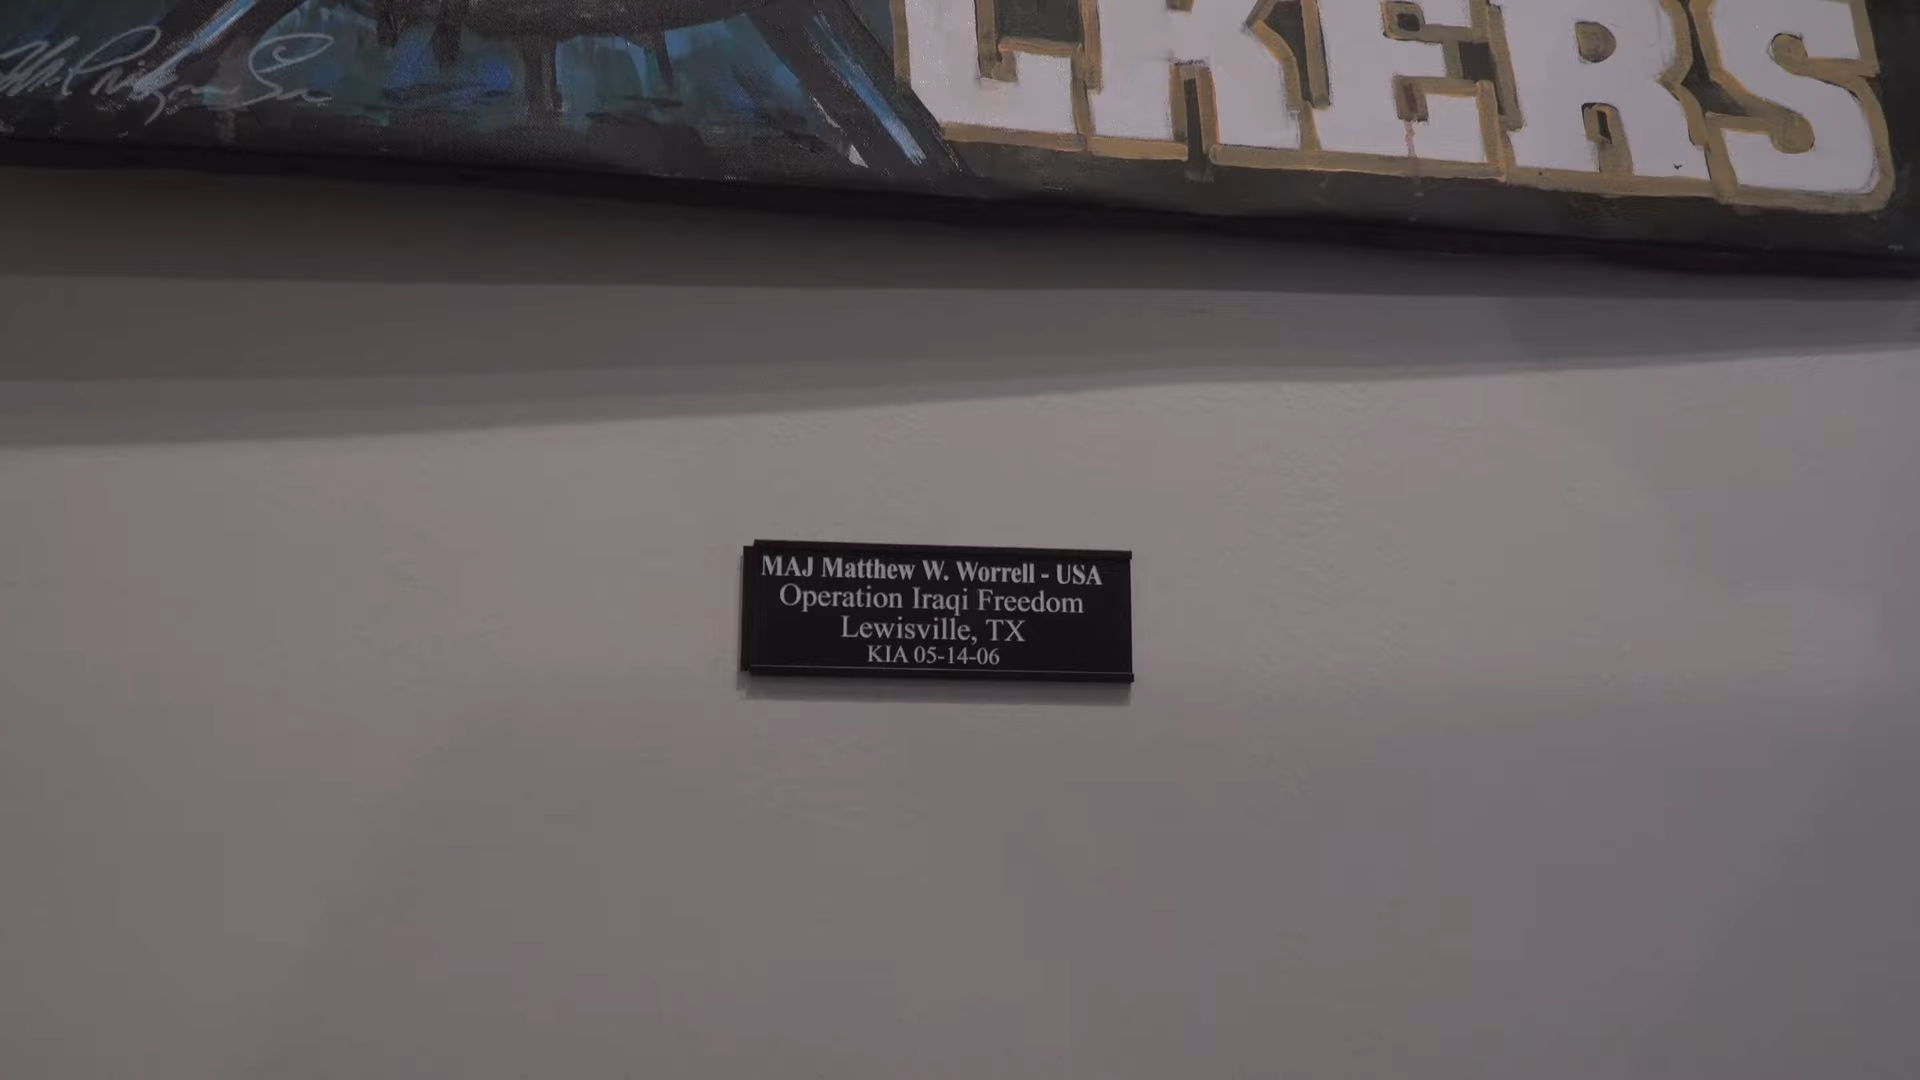 CKERS
MAJ Matthew W. Worrell - USA
Operation Iraqi Freedom
Lewisville, TX
KIA 05-14-06